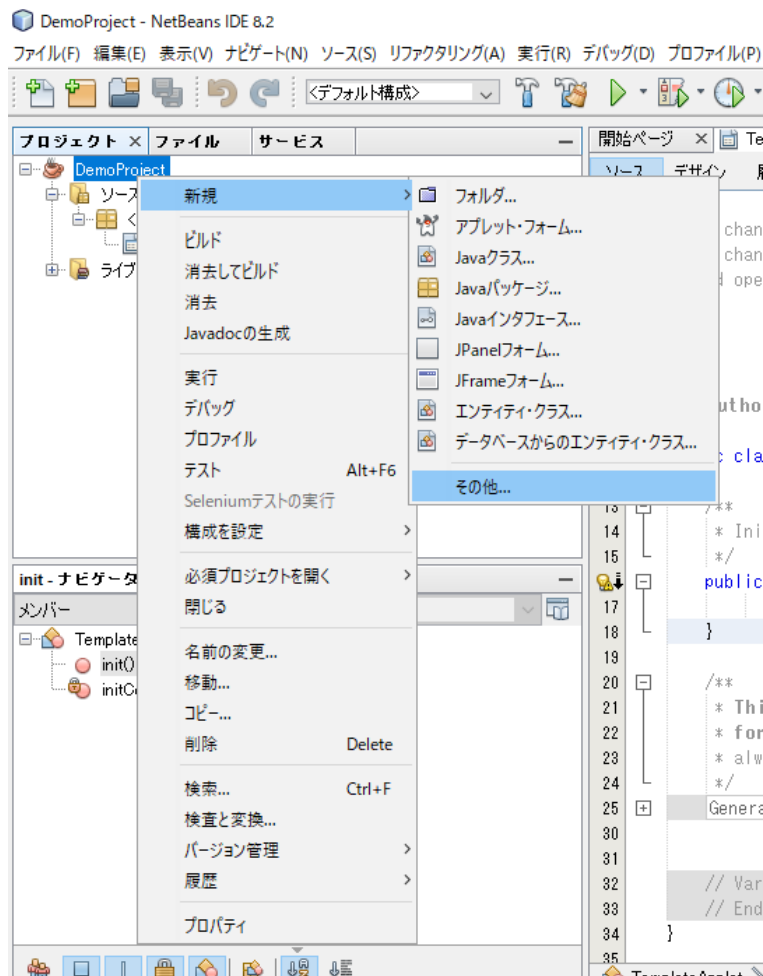 DemoProject - NetBeans IDE 8.2
ファイル(F) 編集(E) 表示(V) ナビゲート(N) ソース(S) リファクタリング(A) 実行(R) デバッグ(D) プロファイル(P)
<デフォルト構成>
プロジェクト × ファイル サービス
開始ページ × Te
DemoProject
ソース デザイン
ソース
ライブ
新規
ビルド
消去してビルド
消去
Javadocの生成
実行
デバッグ
プロファイル
テスト Alt+F6
Seleniumテストの実行
構成を設定
必須プロジェクトを開く
閉じる
名前の変更...
移動...
コピー...
削除 Delete
検索... Ctrl+F
検査と変換...
バージョン管理
履歴
プロパティ
フォルダ...
アプレット・フォーム...
Javaクラス...
Javaパッケージ...
Javaインタフェース...
JPanelフォーム...
JFrameフォーム...
エンティティ・クラス...
データベースからのエンティティ・クラス...
その他...
init - ナビゲータ
メンバー
Template
init()
initCo
chan
chan
d ope
utho
c cla
13 /**
14 * Ini
15 */
public
17
18 }
19
20 /**
21 * Thi
22 * for
23 * alw
24 */
25 Genera
30
31
32 // Var
33 // End
34 }
35
TemplateApplet